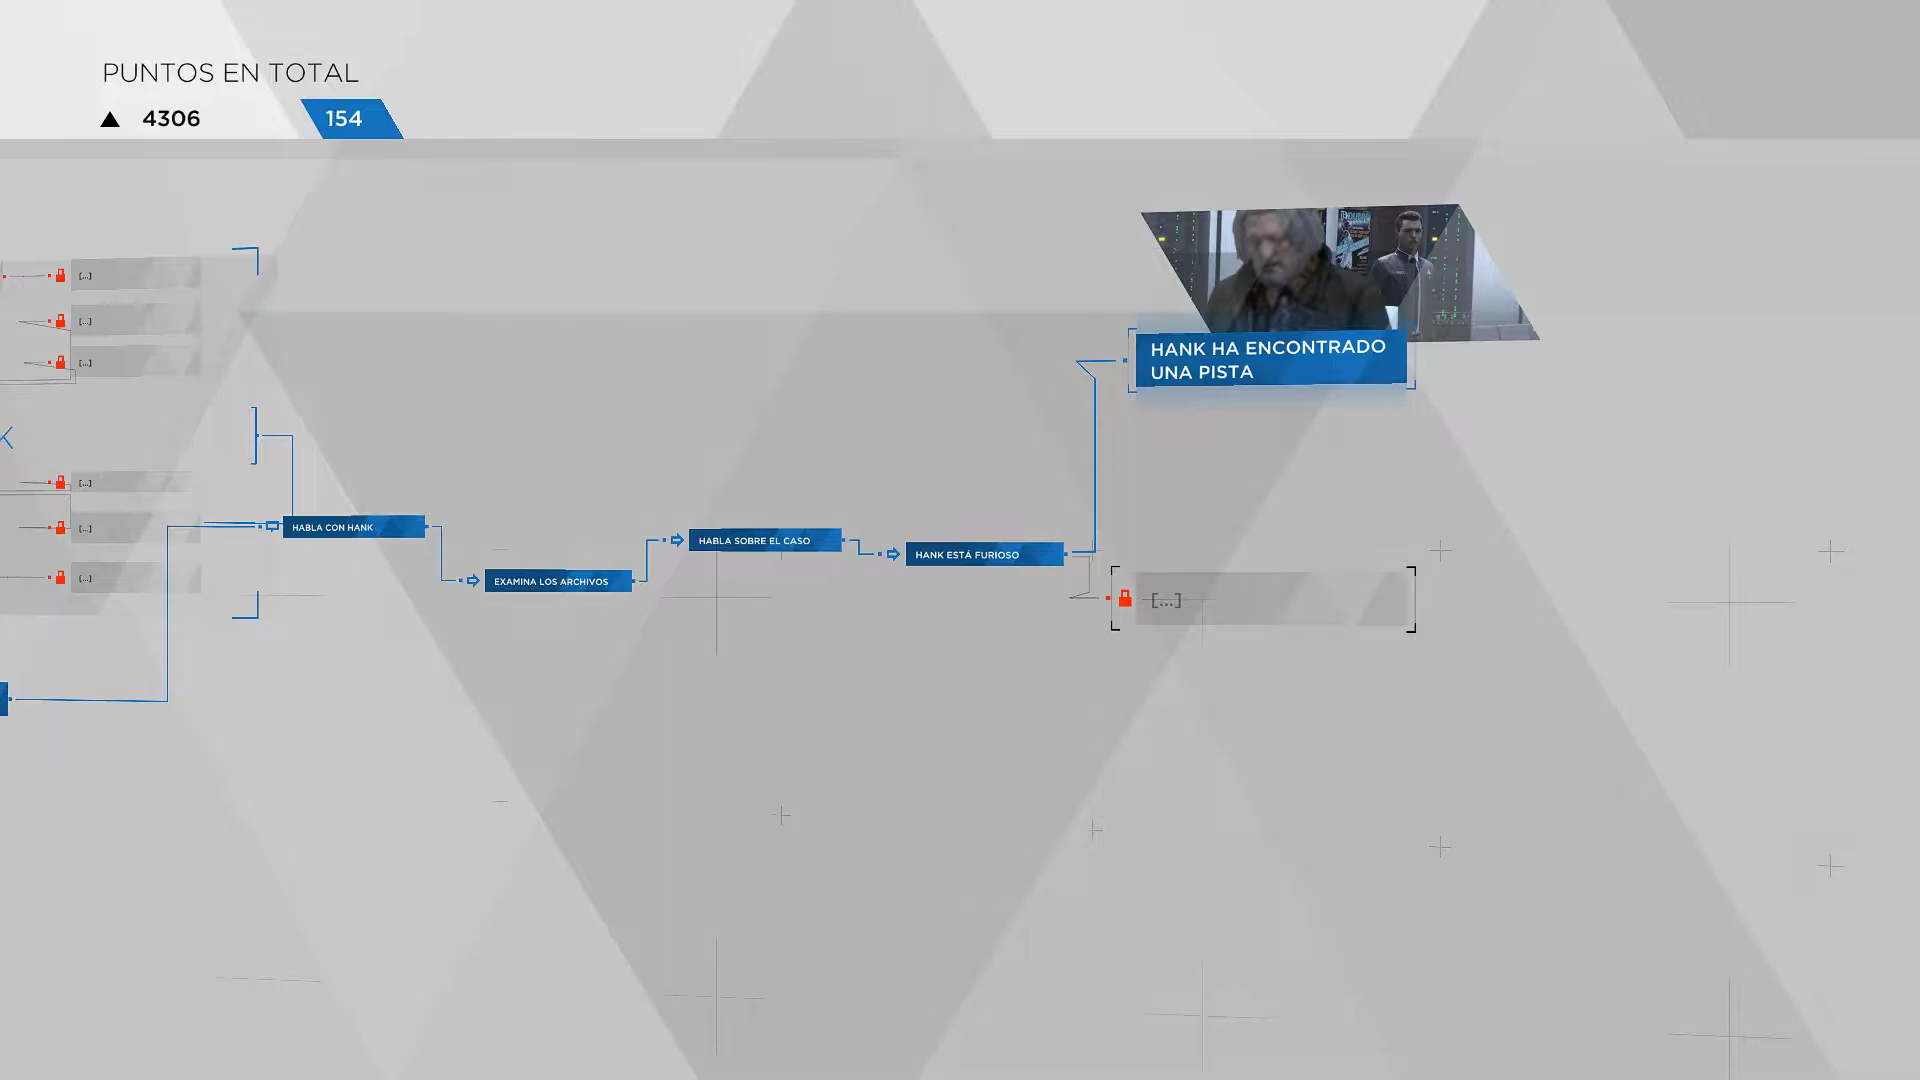 PUNTOS EN TOTAL
▲ 4306
154
[...]
[...]
[...]
K
[...]
[...]
[...]
HABLA CON HANK
EXAMINA LOS ARCHIVOS
HABLA SOBRE EL CASO
HANK ESTÁ FURIOSO
HANK HA ENCONTRADO
UNA PISTA
[...]